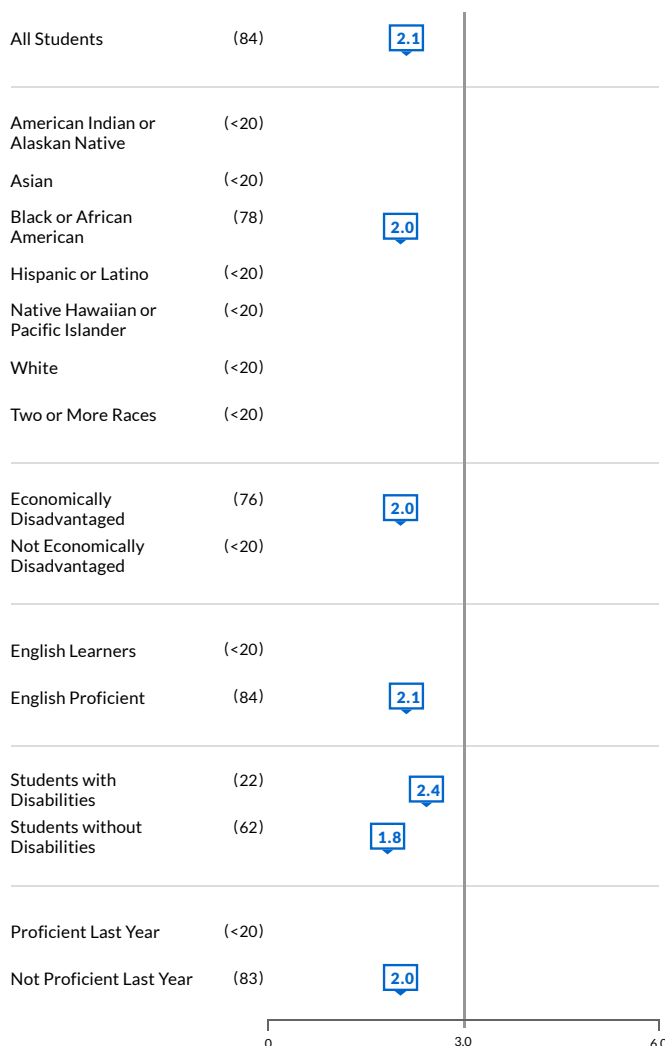 All Students (84) 2.1
American Indian or (<20)
Alaskan Native
Asian (<20)
Black or African (78) 2.0
American
Hispanic or Latino (<20)
Native Hawaiian or (<20)
Pacific Islander
White (<20)
Two or More Races (<20)
Economically (76) 2.0
Disadvantaged
Not Economically (<20)
Disadvantaged
English Learners (<20)
English Proficient (84) 2.1
Students with (22) 2.4
Disabilities
Students without (62) 1.8
Disabilities
Proficient Last Year (<20)
Not Proficient Last Year (83) 2.0
0 3.0 6.0